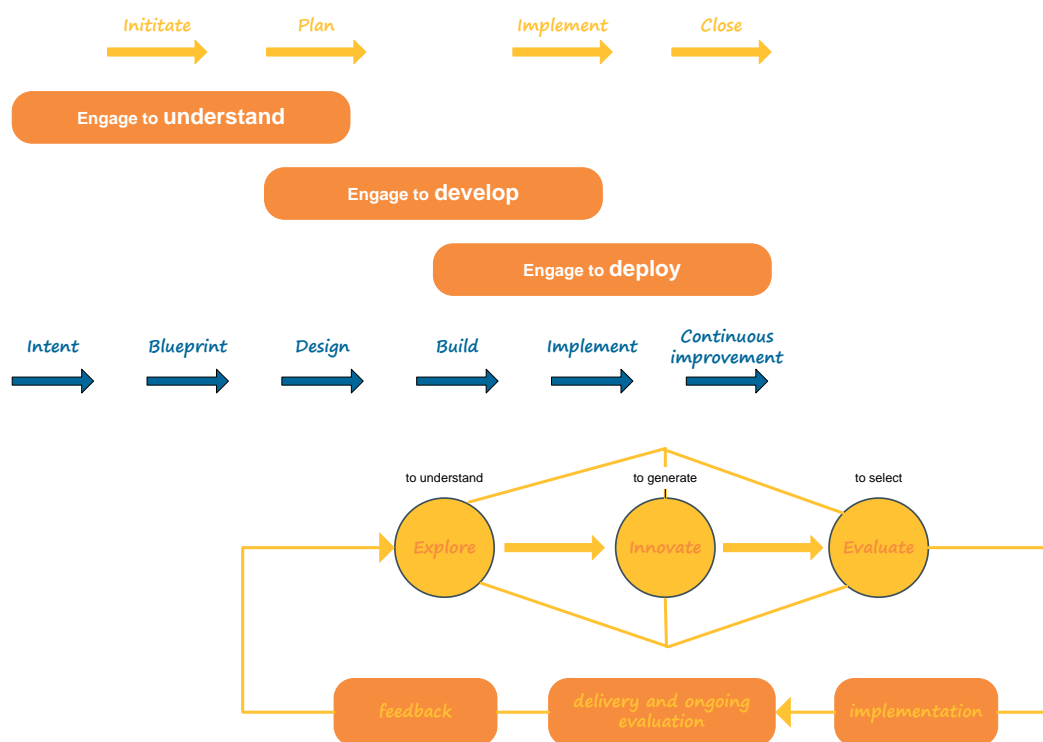 Inititate
Plan
Implement
Close
Engage to understand
Engage to develop
Engage to deploy
Intent
Blueprint
Design
Build
Implement
Continuous
improvement
to understand
to generate
to select
Explore
Innovate
Evaluate
feedback
delivery and ongoing
evaluation
implementation